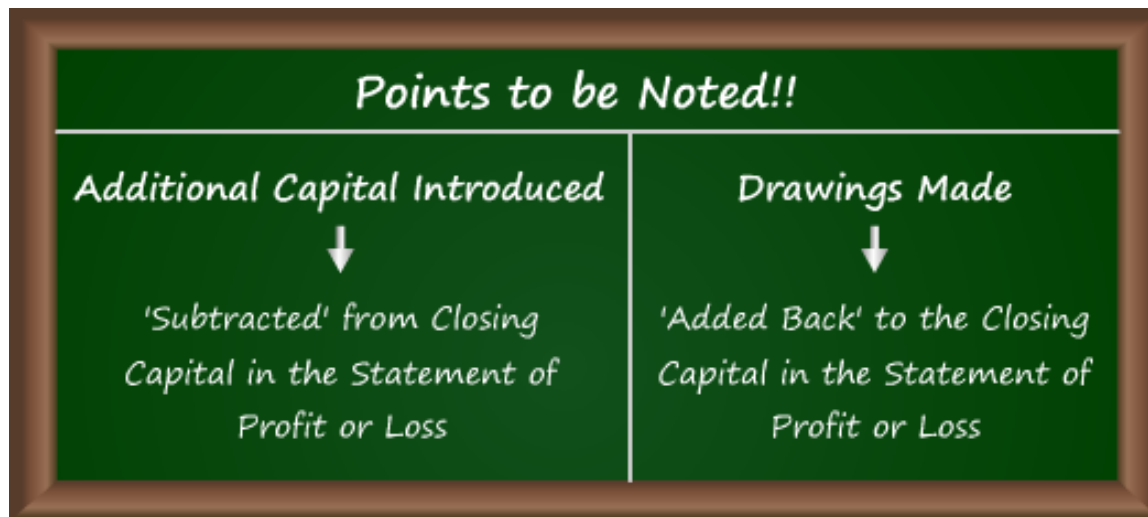 Points to be Noted!!
Additional Capital Introduced
'Subtracted' from Closing
Capital in the Statement of
Profit or Loss
Drawings Made
'Added Back' to the Closing
Capital in the Statement of
Profit or Loss